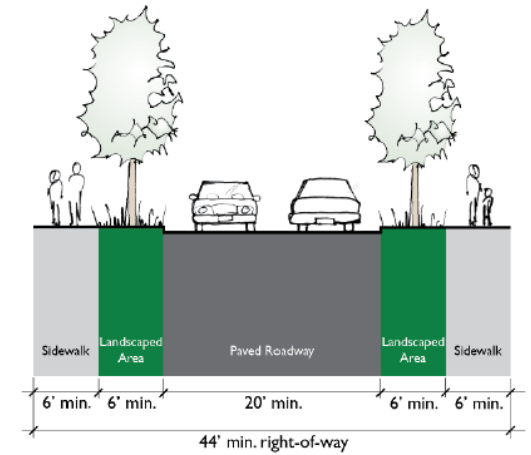 Sidewalk
Landscaped
Area
Paved Roadway
Landscaped
Area
Sidewalk
6' min.
6' min.
20' min.
6' min.
6' min.
44' min. right-of-way